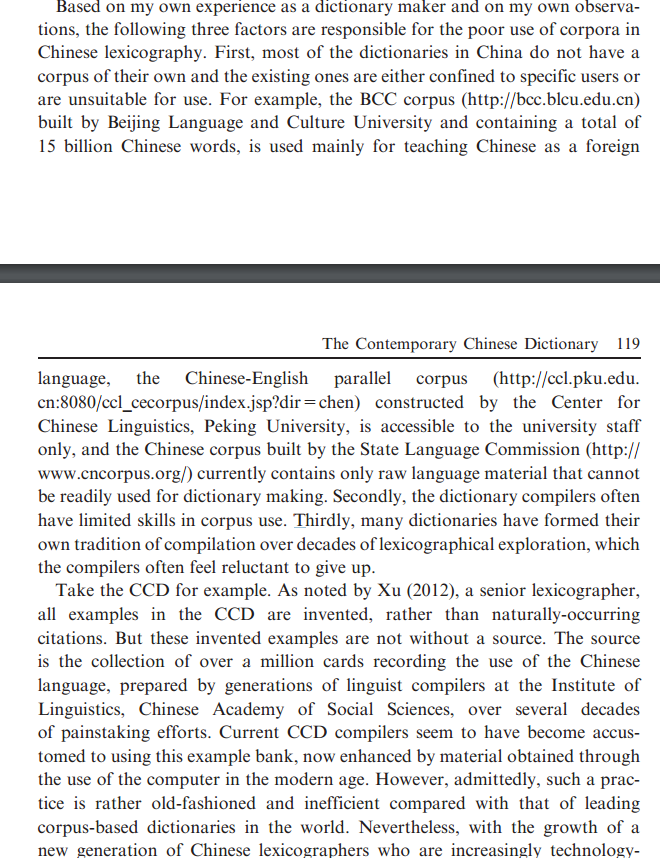 Based on my own experience as a dictionary maker and on my own observa-
tions, the following three factors are responsible for the poor use of corpora in
Chinese lexicography. First, most of the dictionaries in China do not have a
corpus of their own and the existing ones are either confined to specific users or
are unsuitable for use. For example, the BCC corpus (http://bcc.blcu.edu.cn)
built by Beijing Language and Culture University and containing a total of
15 billion Chinese words, is used mainly for teaching Chinese as a foreign
The Contemporary Chinese Dictionary 119
language, the Chinese-English parallel corpus (http://ccl.pku.edu.
cn:8080/ccl_cecorpus/index.jsp?dir=chen) constructed by the Center for
Chinese Linguistics, Peking University, is accessible to the university staff
only, and the Chinese corpus built by the State Language Commission (http://
www.cncorpus.org/) currently contains only raw language material that cannot
be readily used for dictionary making. Secondly, the dictionary compilers often
have limited skills in corpus use. Thirdly, many dictionaries have formed their
own tradition of compilation over decades of lexicographical exploration, which
the compilers often feel reluctant to give up.
Take the CCD for example. As noted by Xu (2012), a senior lexicographer,
all examples in the CCD are invented, rather than naturally-occurring
citations. But these invented examples are not without a source. The source
is the collection of over a million cards recording the use of the Chinese
language, prepared by generations of linguist compilers at the Institute of
Linguistics, Chinese Academy of Social Sciences, over several decades
of painstaking efforts. Current CCD compilers seem to have become accus-
tomed to using this example bank, now enhanced by material obtained through
the use of the computer in the modern age. However, admittedly, such a prac-
tice is rather old-fashioned and inefficient compared with that of leading
corpus-based dictionaries in the world. Nevertheless, with the growth of a
new generation of Chinese lexicographers who are increasingly technology-